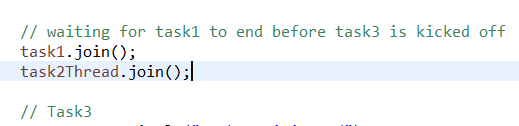 // waiting for task1 to end before task3 is kicked off
task1.join();
task2Thread.join();
// Task3